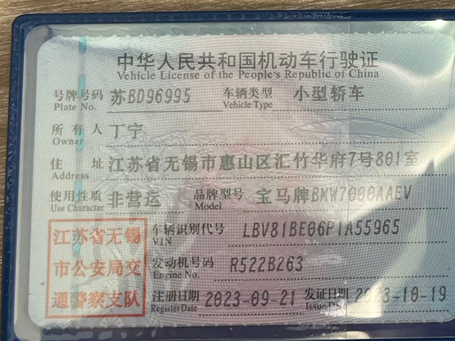 中华人民共和国机动车行驶证
Vehicle License of the People's Republic of China
号牌号码 苏BD96995 车辆类型 小型轿车
Plate No. Vehicle Type
所有人 丁宁
Owner
住址 江苏省无锡市惠山区汇竹华府7号801室
Address
使用性质 非营运 品牌型号 宝马牌BMW7000AAEV
Use Character Model
江苏省无锡
市公安局交
通警察支队
车辆识别代号 LBV81BE06P1A55965
VIN
发动机号码 R522B263
Engine No.
注册日期 2023-09-21 发证日期 2023-10-19
Register Date Issue Date